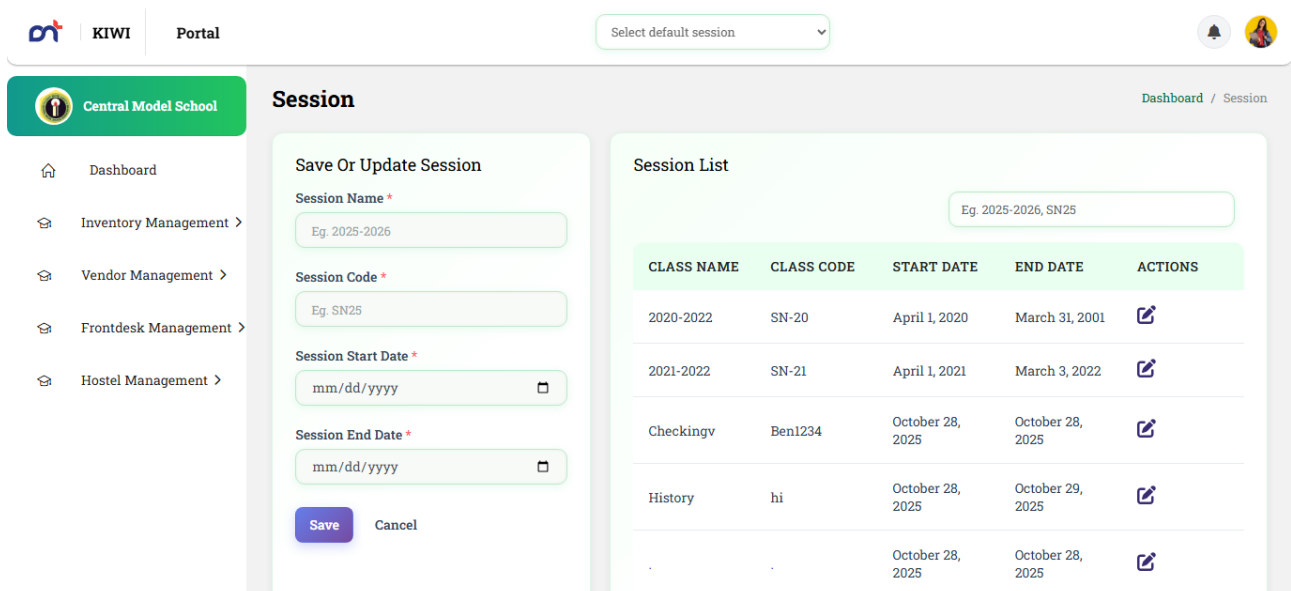 KIWI
Portal
Select default session
Central Model School
Dashboard
Inventory Management
Vendor Management
Frontdesk Management
Hostel Management
Session
Dashboard / Session
Save Or Update Session
Session Name *
Eg. 2025-2026
Session Code *
Eg. SN25
Session Start Date *
mm/dd/yyyy
Session End Date *
mm/dd/yyyy
Save Cancel
Session List
Eg. 2025-2026, SN25
CLASS NAME CLASS CODE START DATE END DATE ACTIONS
2020-2022 SN-20 April 1, 2020 March 31, 2001
2021-2022 SN-21 April 1, 2021 March 3, 2022
Checkingv Ben1234 October 28, 2025 October 28, 2025
History hi October 28, 2025 October 29, 2025
. . October 28, 2025 October 28, 2025